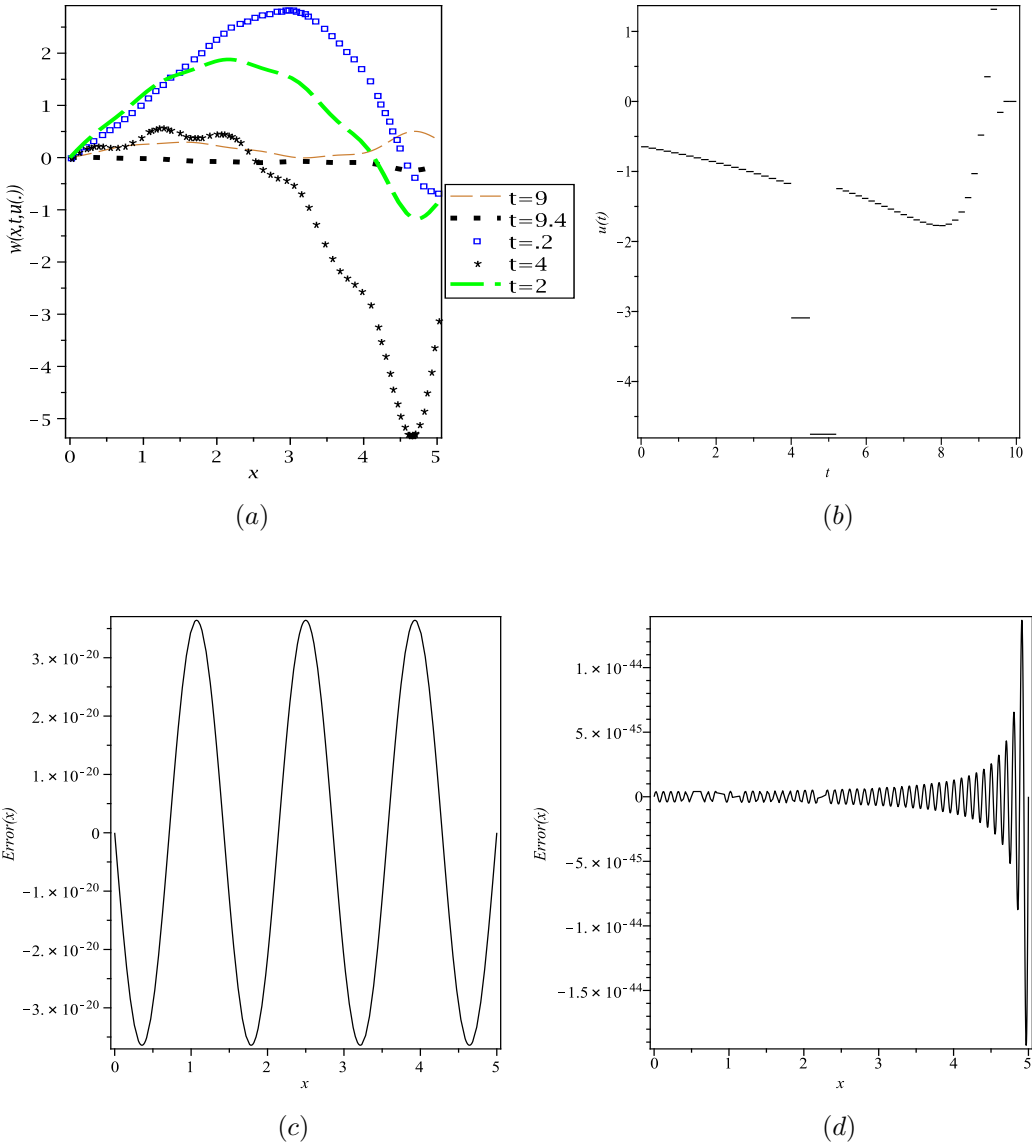 2
1
0
−1
−2
−3
−4
−5
w(x,t,u(.))
0 1 2 3 4 5
x
t=9
t=9.4
t=.2
t=4
t=2
(a)
1
0
−1
−2
−3
−4
u(t)
0 2 4 6 8 10
t
(b)
3. × 10⁻²⁰
2. × 10⁻²⁰
1. × 10⁻²⁰
0
−1. × 10⁻²⁰
−2. × 10⁻²⁰
−3. × 10⁻²⁰
Error(x)
0 1 2 3 4 5
x
(c)
1. × 10⁻⁴⁴
5. × 10⁻⁴⁵
0
−5. × 10⁻⁴⁵
−1. × 10⁻⁴⁴
−1.5 × 10⁻⁴⁴
Error(x)
0 1 2 3 4 5
x
(d)